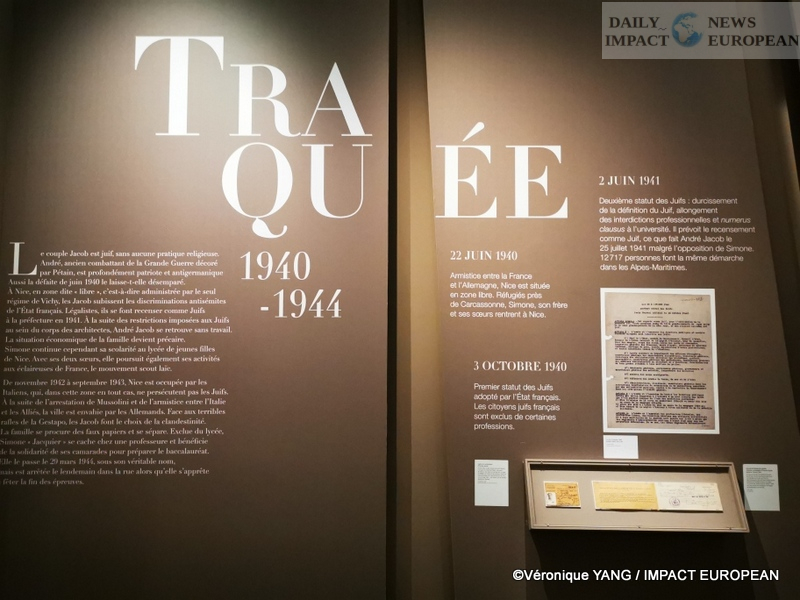 DAILY NEWS
IMPACT EUROPEAN
TRA
QU
ÉE
1940
-1944
Le couple Jacob est juif, sans aucune pratique religieuse.
André, ancien combattant de la Grande Guerre décoré
par Pétain, est profondément patriote et antigermanique
Aussi la défaite de juin 1940 le laisse-t-elle désemparé.
À Nice, en zone dite « libre », c'est-à-dire administrée par le seul
régime de Vichy, les Jacob subissent les discriminations antisémites
de l'État français. Légalistes, ils se font recenser comme Juifs
à la préfecture en 1941. À la suite des restrictions imposées aux Juifs
au sein du corps des architectes, André Jacob se retrouve sans travail.
La situation économique de la famille devient précaire.
Simone continue cependant sa scolarité au lycée de jeunes filles
de Nice. Avec ses deux sœurs, elle poursuit également ses activités
aux éclaireuses de France, le mouvement scout laïc.
De novembre 1942 à septembre 1943, Nice est occupée par les
Italiens, qui, dans cette zone en tout cas, ne persécutent pas les Juifs.
À la suite de l'arrestation de Mussolini et de l'armistice entre l'Italie
et les Alliés, la ville est envahie par les Allemands. Face aux terribles
rafles de la Gestapo, les Jacob font le choix de la clandestinité.
La famille se procure des faux papiers et se sépare. Exclue du lycée,
Simone « Jacquier » se cache chez une professeure et bénéficie
de la solidarité de ses camarades pour préparer le baccalauréat.
Elle le passe le 29 mars 1944, sous son véritable nom,
mais est arrêtée le lendemain dans la rue alors qu'elle s'apprête
à fêter la fin des épreuves.
22 JUIN 1940
Armistice entre la France
et l'Allemagne, Nice est située
en zone libre. Réfugiés près
de Carcassonne, Simone, son frère
et ses sœurs rentrent à Nice.
3 OCTOBRE 1940
Premier statut des Juifs
adopté par l'État français.
Les citoyens juifs français
sont exclus de certaines
professions.
2 JUIN 1941
Deuxième statut des Juifs : durcissement
de la définition du Juif, allongement
des interdictions professionnelles et numerus
clausus à l'université. Il prévoit le recensement
comme Juif, ce que fait André Jacob le
25 juillet 1941 malgré l'opposition de Simone.
12 717 personnes font la même démarche
dans les Alpes-Maritimes.
©Véronique YANG / IMPACT EUROPEAN